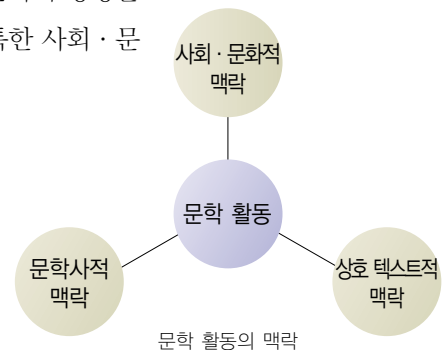 특한 사회 · 문
사회 · 문화적
맥락
문학 활동
문학사적
맥락
상호 텍스트적
맥락
문학 활동의 맥락